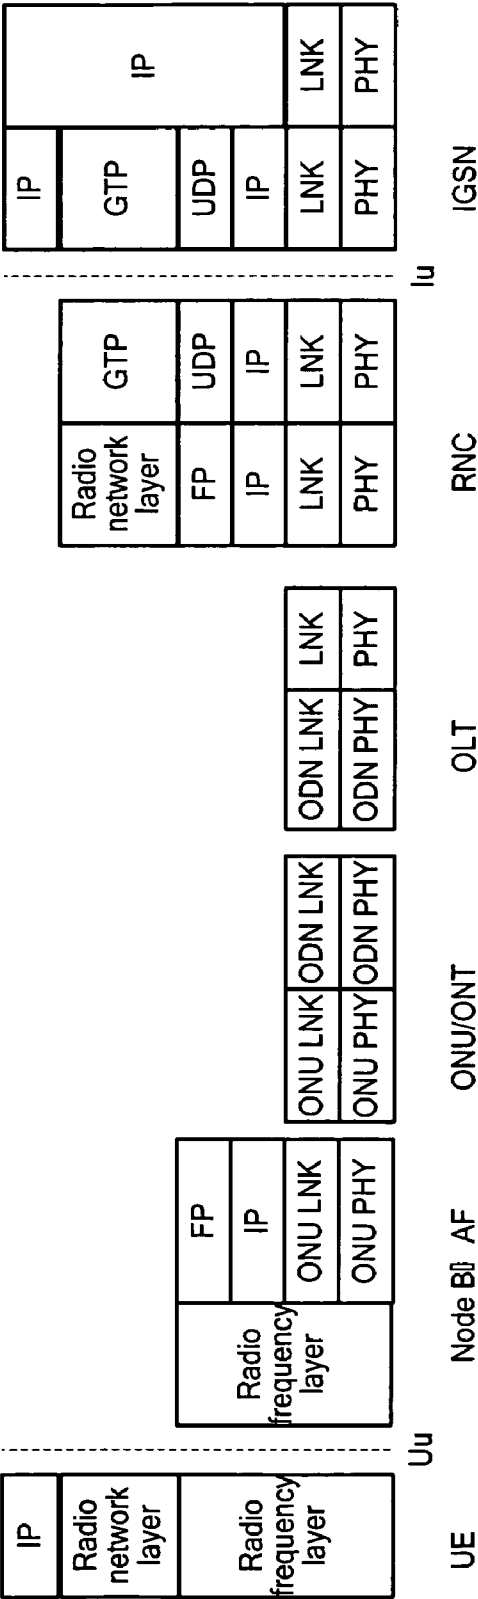 IP
Radio
network
layer
Radio
frequency
layer
UE
Uu
Radio
frequency
layer
FP
IP
ONU LNK
ONU PHY
Node B AF
ONU LNK
ODN LNK
ONU PHY
ODN PHY
ONU/ONT
ODN LNK
LNK
ODN PHY
PHY
OLT
Radio
network
layer
GTP
FP
UDP
IP
IP
LNK
LNK
PHY
PHY
RNC
Iu
IP
GTP
UDP
IP
IP
LNK
LNK
PHY
PHY
IGSN